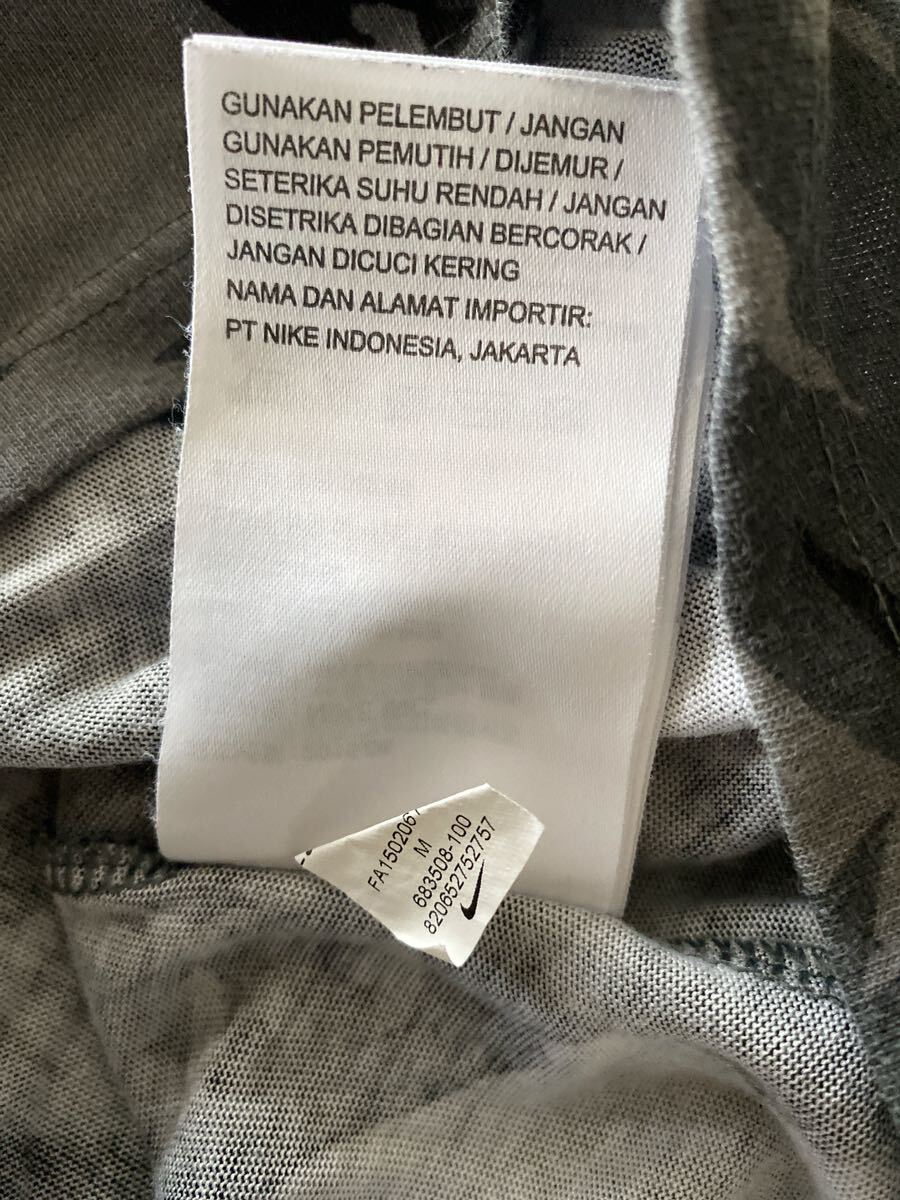 GUNAKAN PELEMBUT / JANGAN
GUNAKAN PEMUTIH / DIJEMUR /
SETERIKA SUHU RENDAH / JANGAN
DISETRIKA DIBAGIAN BERCORAK /
JANGAN DICUCI KERING
NAMA DAN ALAMAT IMPORTIR:
PT NIKE INDONESIA, JAKARTA
FA1502061
M
683508-100
820652752757